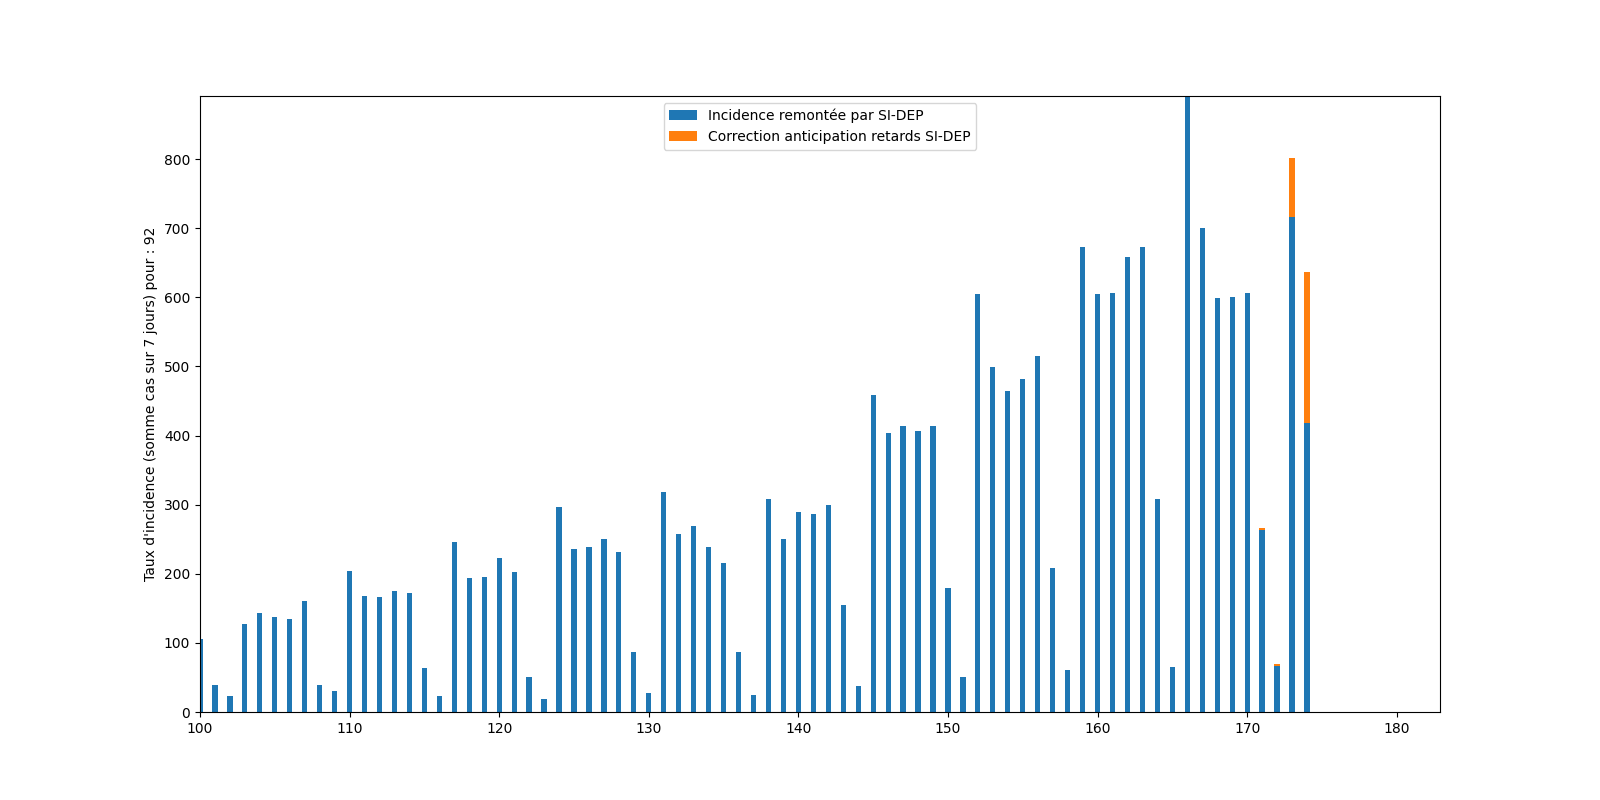 Incidence remontée par SI-DEP
Correction anticipation retards SI-DEP
Taux d'incidence (somme cas sur 7 jours) pour : 92
800
700
600
500
400
300
200
100
0
100 110 120 130 140 150 160 170 180